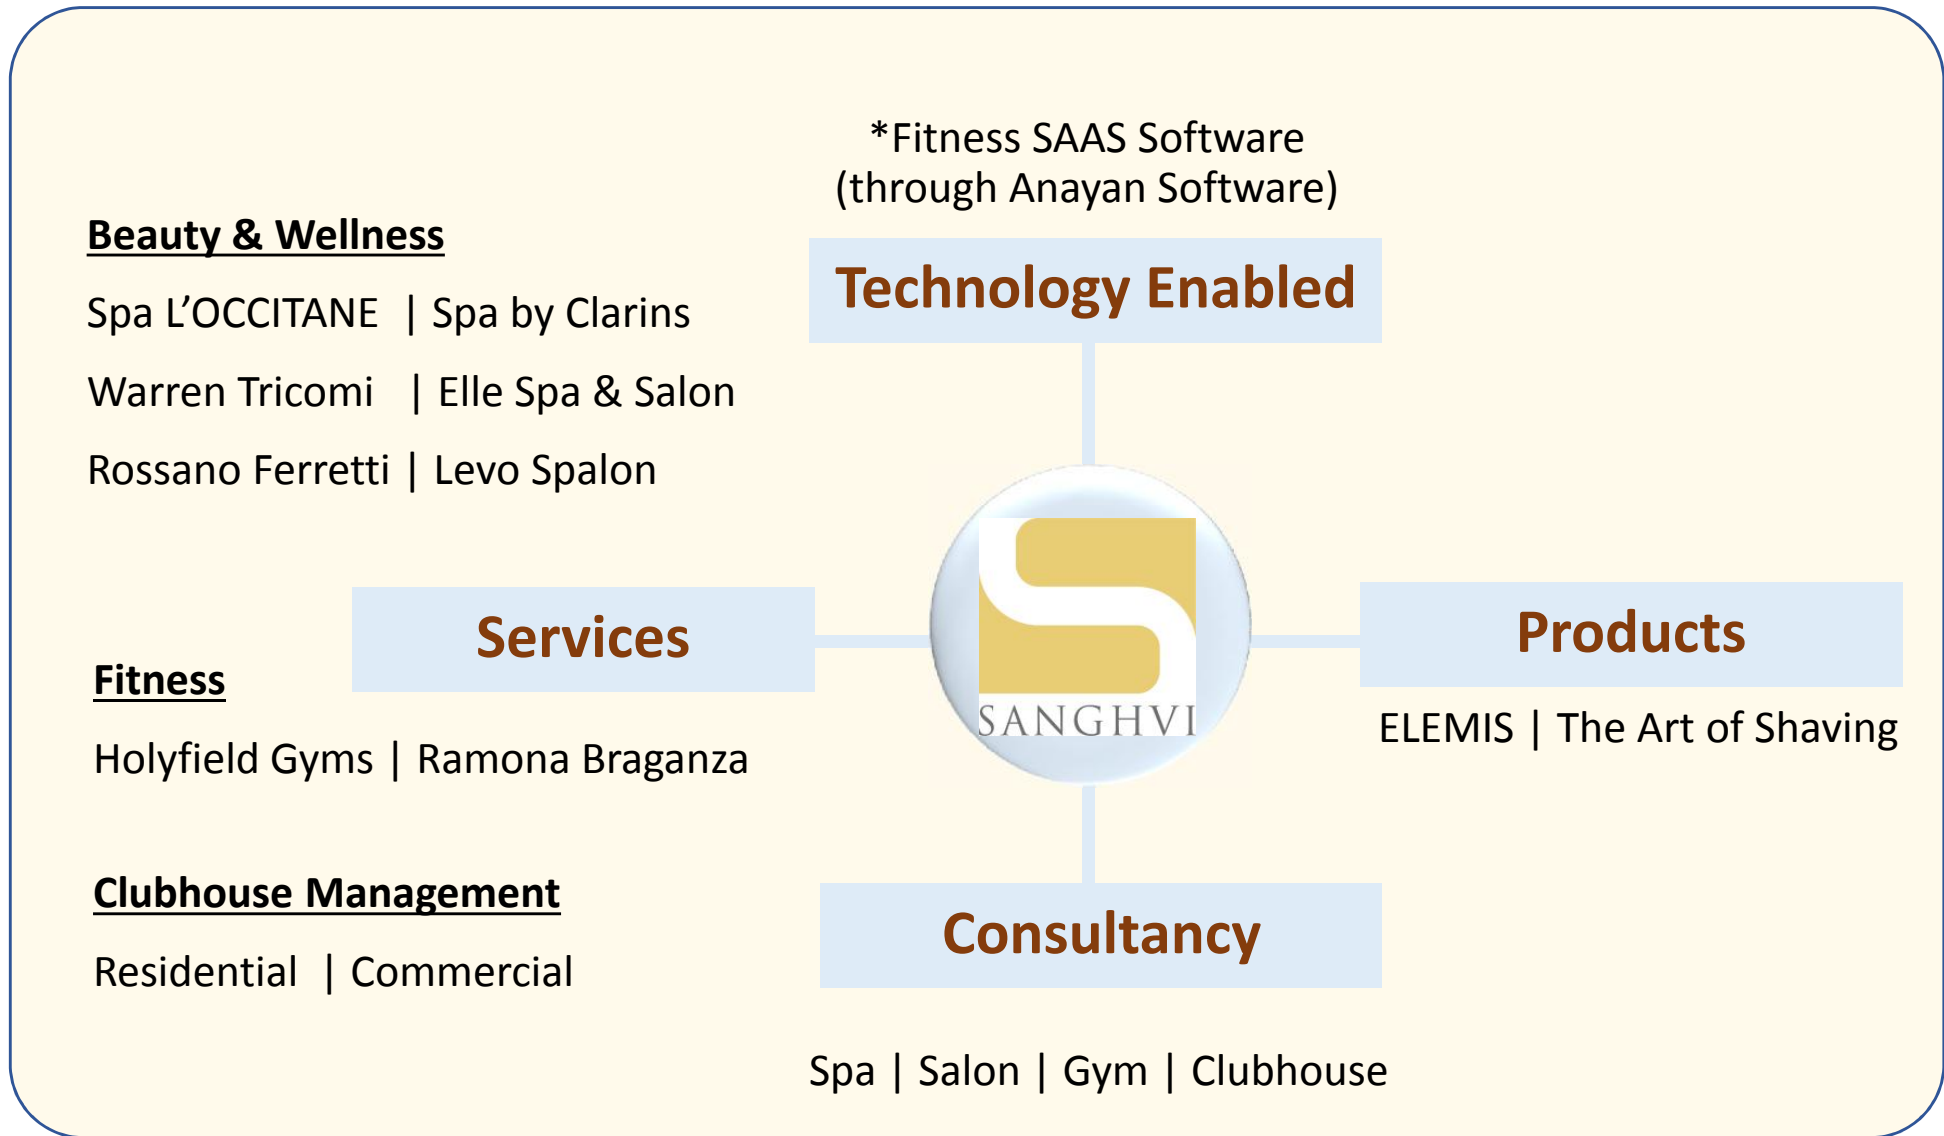 *Fitness SAAS Software
(through Anayan Software)
Technology Enabled
Beauty & Wellness
Spa L’OCCITANE | Spa by Clarins
Warren Tricomi | Elle Spa & Salon
Rossano Ferretti | Levo Spalon
Services
Fitness
Holyfield Gyms | Ramona Braganza
Clubhouse Management
Residential | Commercial
SANGHVI
Products
ELEMIS | The Art of Shaving
Consultancy
Spa | Salon | Gym | Clubhouse